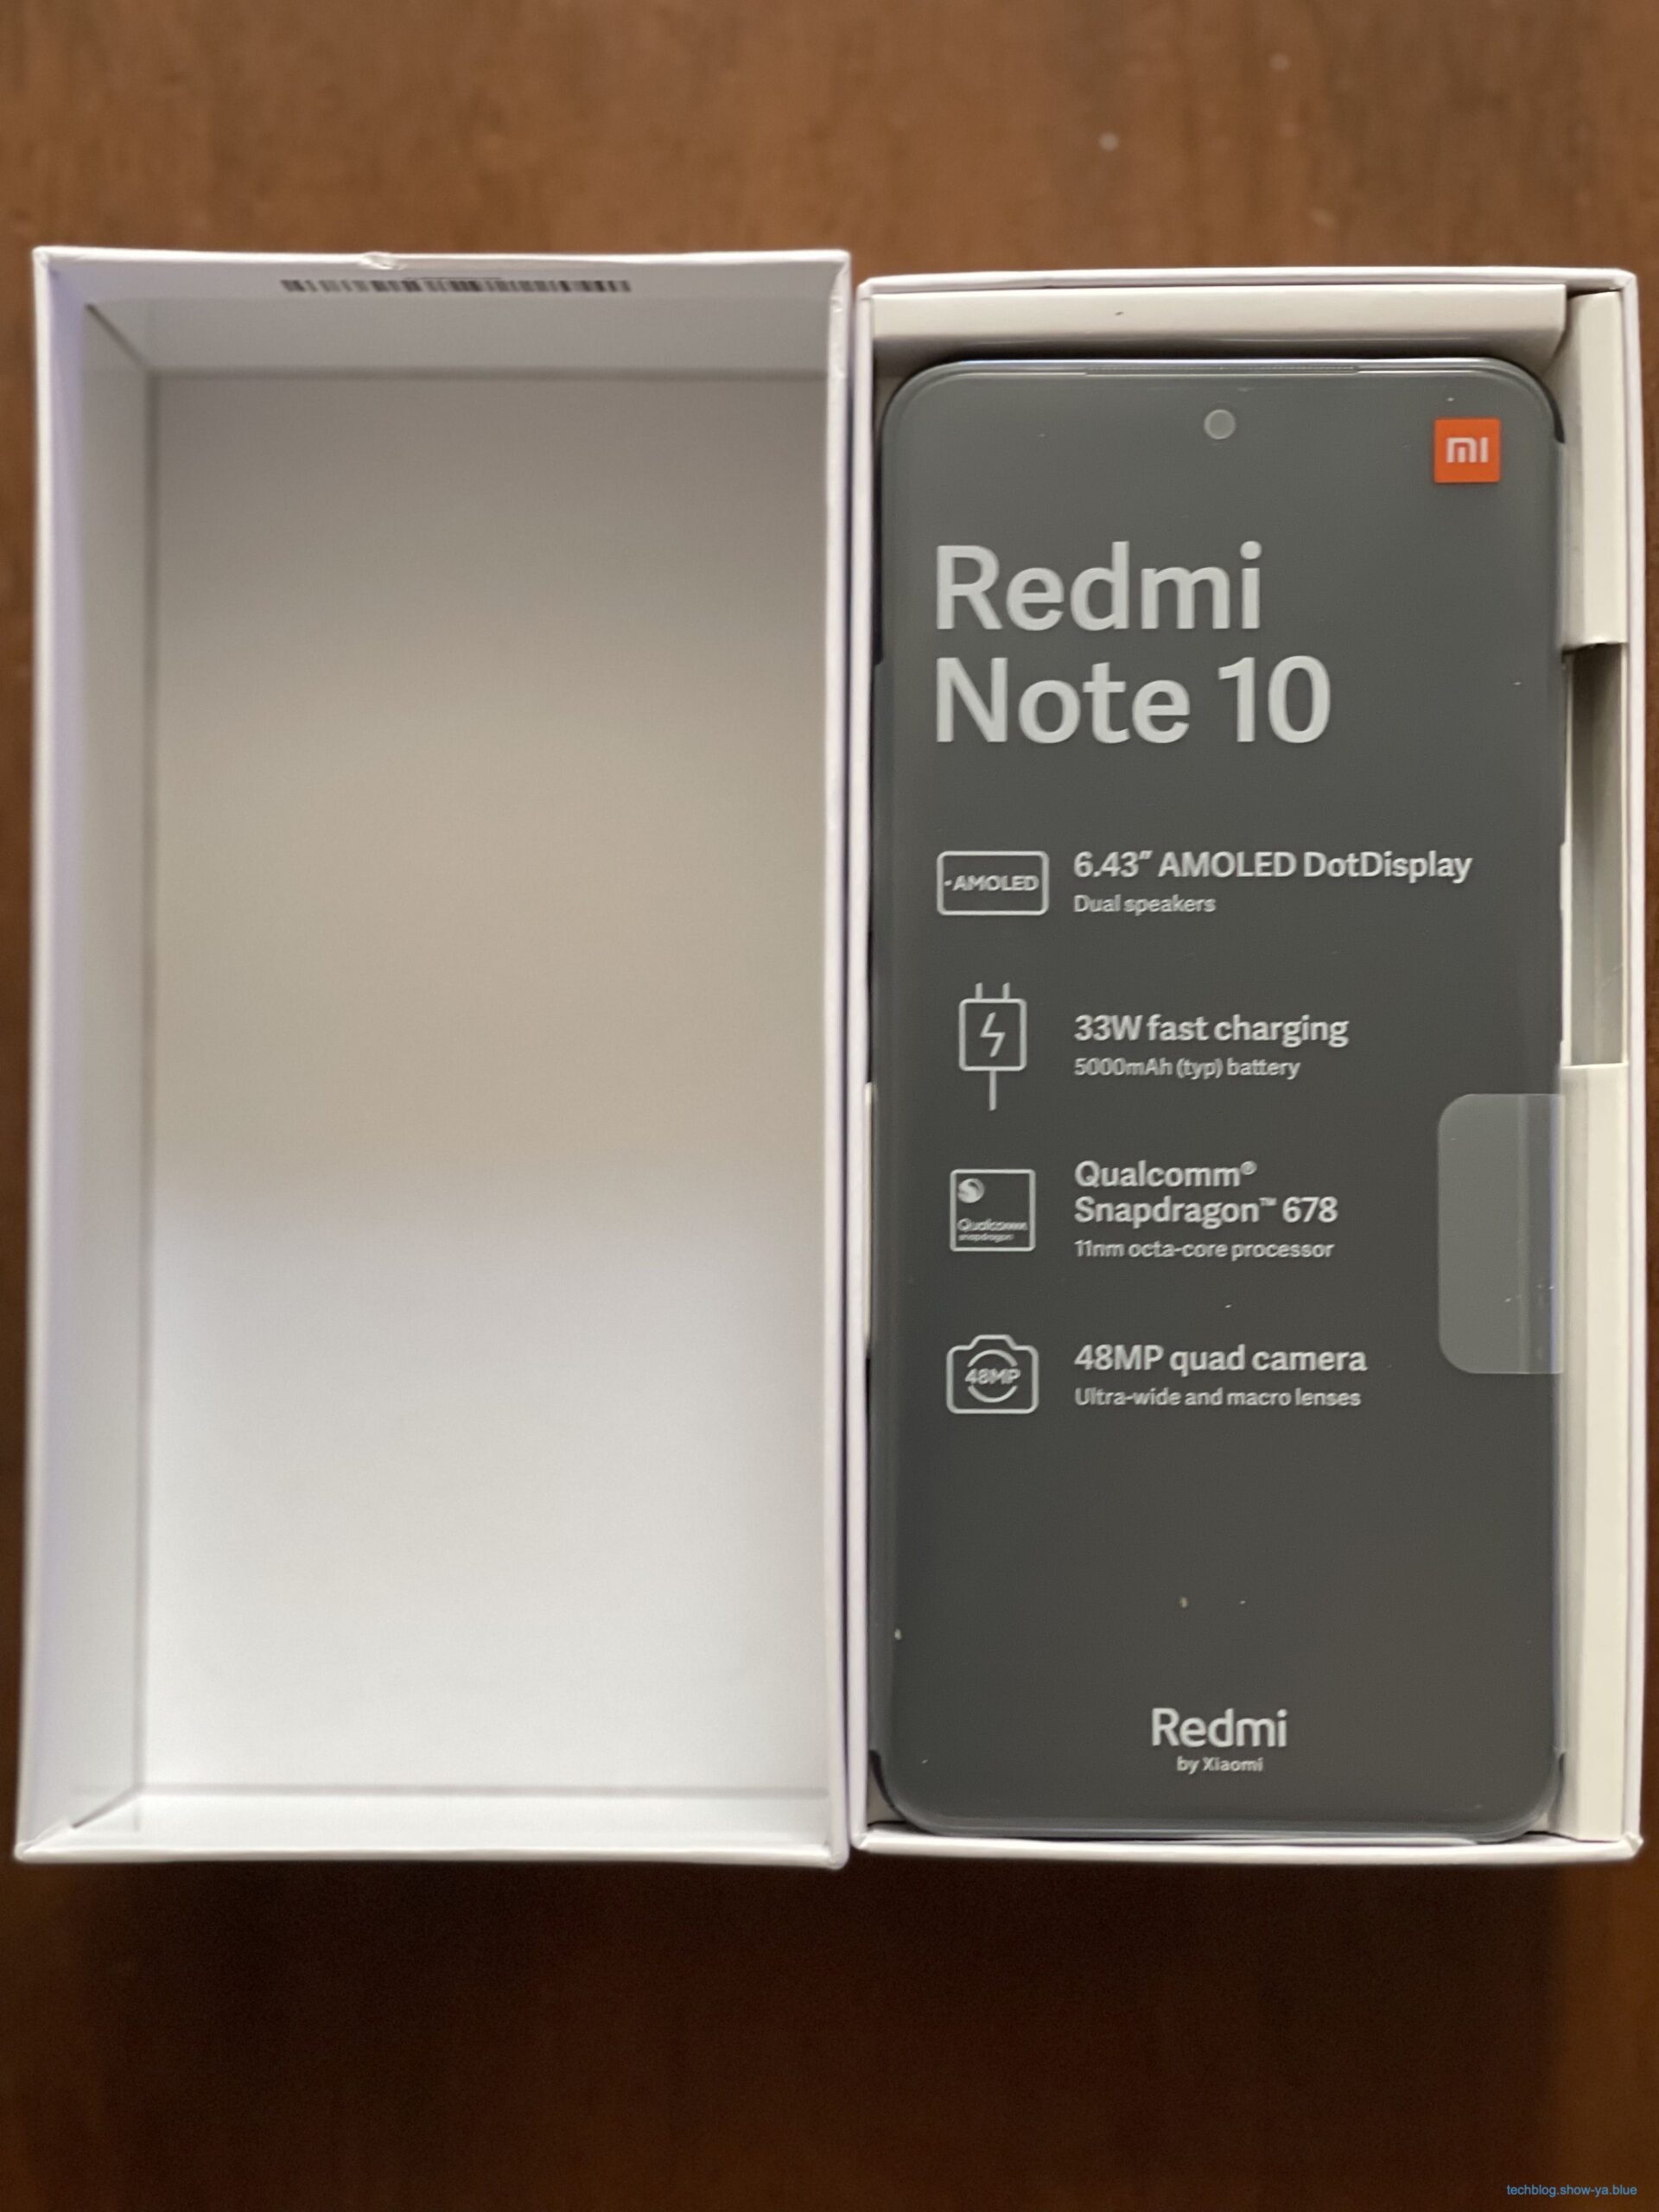 mi
Redmi
Note 10
AMOLED
6.43″ AMOLED DotDisplay
Dual speakers
33W fast charging
5000mAh (typ) battery
Qualcomm®
Snapdragon™ 678
11nm octa-core processor
Qualcomm
snapdragon
48MP
48MP quad camera
Ultra-wide and macro lenses
Redmi
by Xiaomi
techblog.show-ya.blue